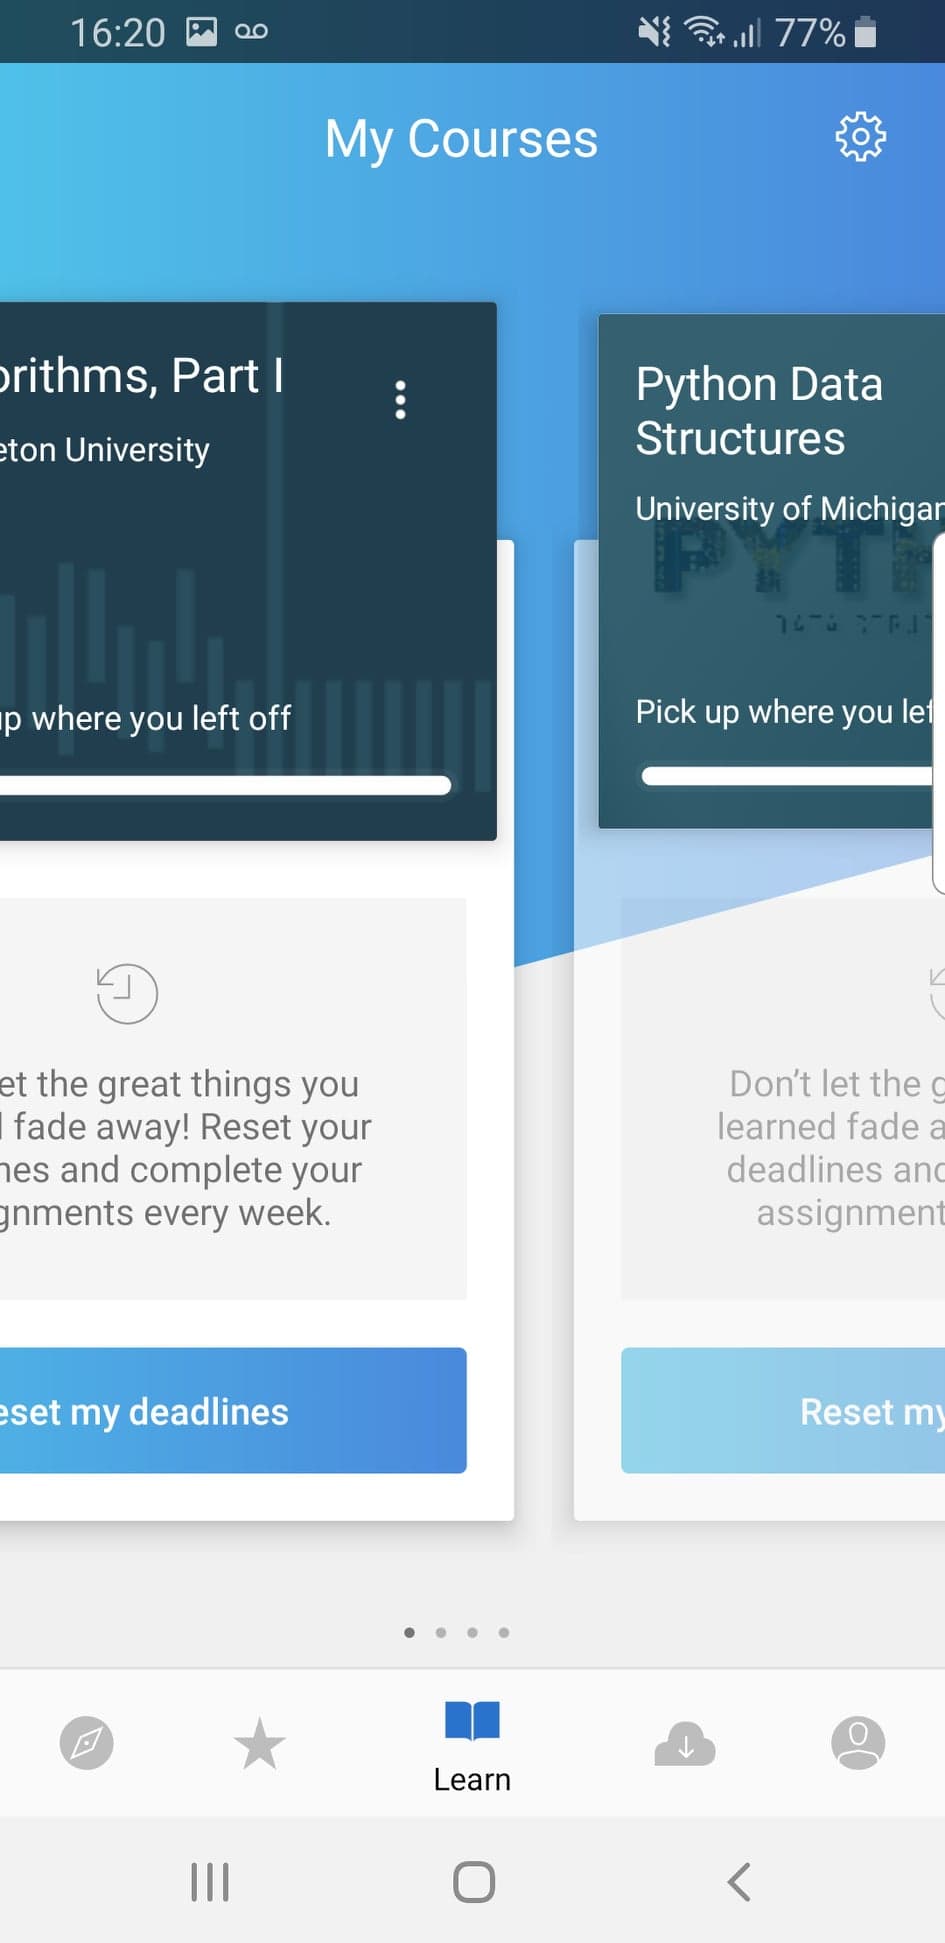 16:20
77%
My Courses
orithms, Part I
eton University
up where you left off
et the great things you
fade away! Reset your
nes and complete your
gnments every week.
eset my deadlines
Python Data
Structures
University of Michigan
PYTH
Pick up where you lef
Don't let the g
learned fade a
deadlines and
assignment
Reset my
Learn